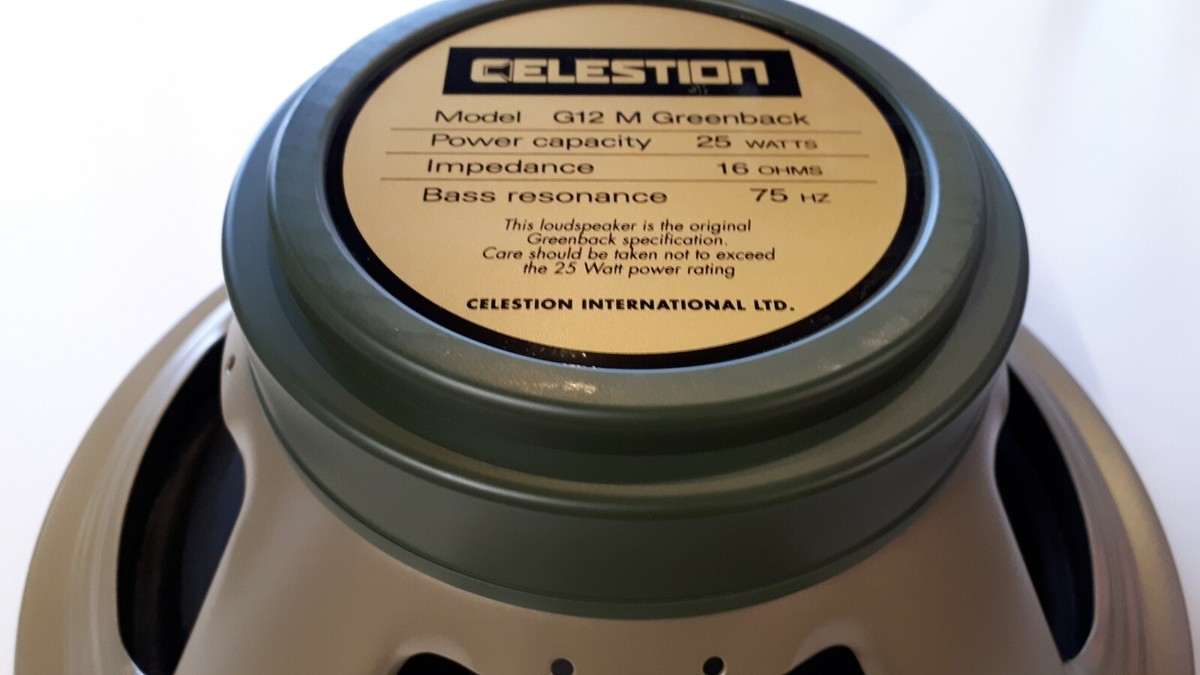 CELESTION
Model G12 M Greenback
Power capacity 25 WATTS
Impedance 16 OHMS
Bass resonance 75 HZ
This loudspeaker is the original
Greenback specification.
Care should be taken not to exceed
the 25 Watt power rating
CELESTION INTERNATIONAL LTD.